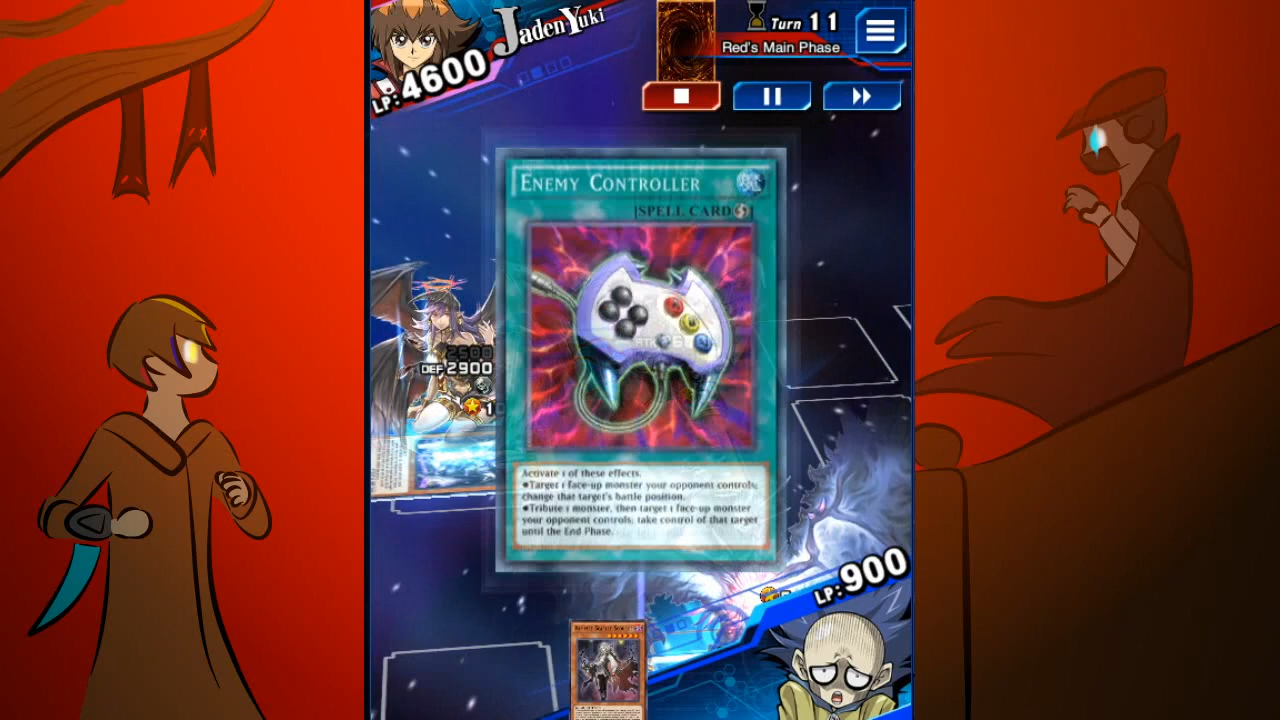 Jaden Yuki
LP: 4600
Turn 11
Red's Main Phase
ENEMY CONTROLLER
[SPELL CARD
Activate 1 of these effects.
●Target 1 face-up monster your opponent controls;
change that target's battle position.
●Tribute 1 monster, then target 1 face-up monster
your opponent controls; take control of that target
until the End Phase.
2500
DEF 2900
LP: 900